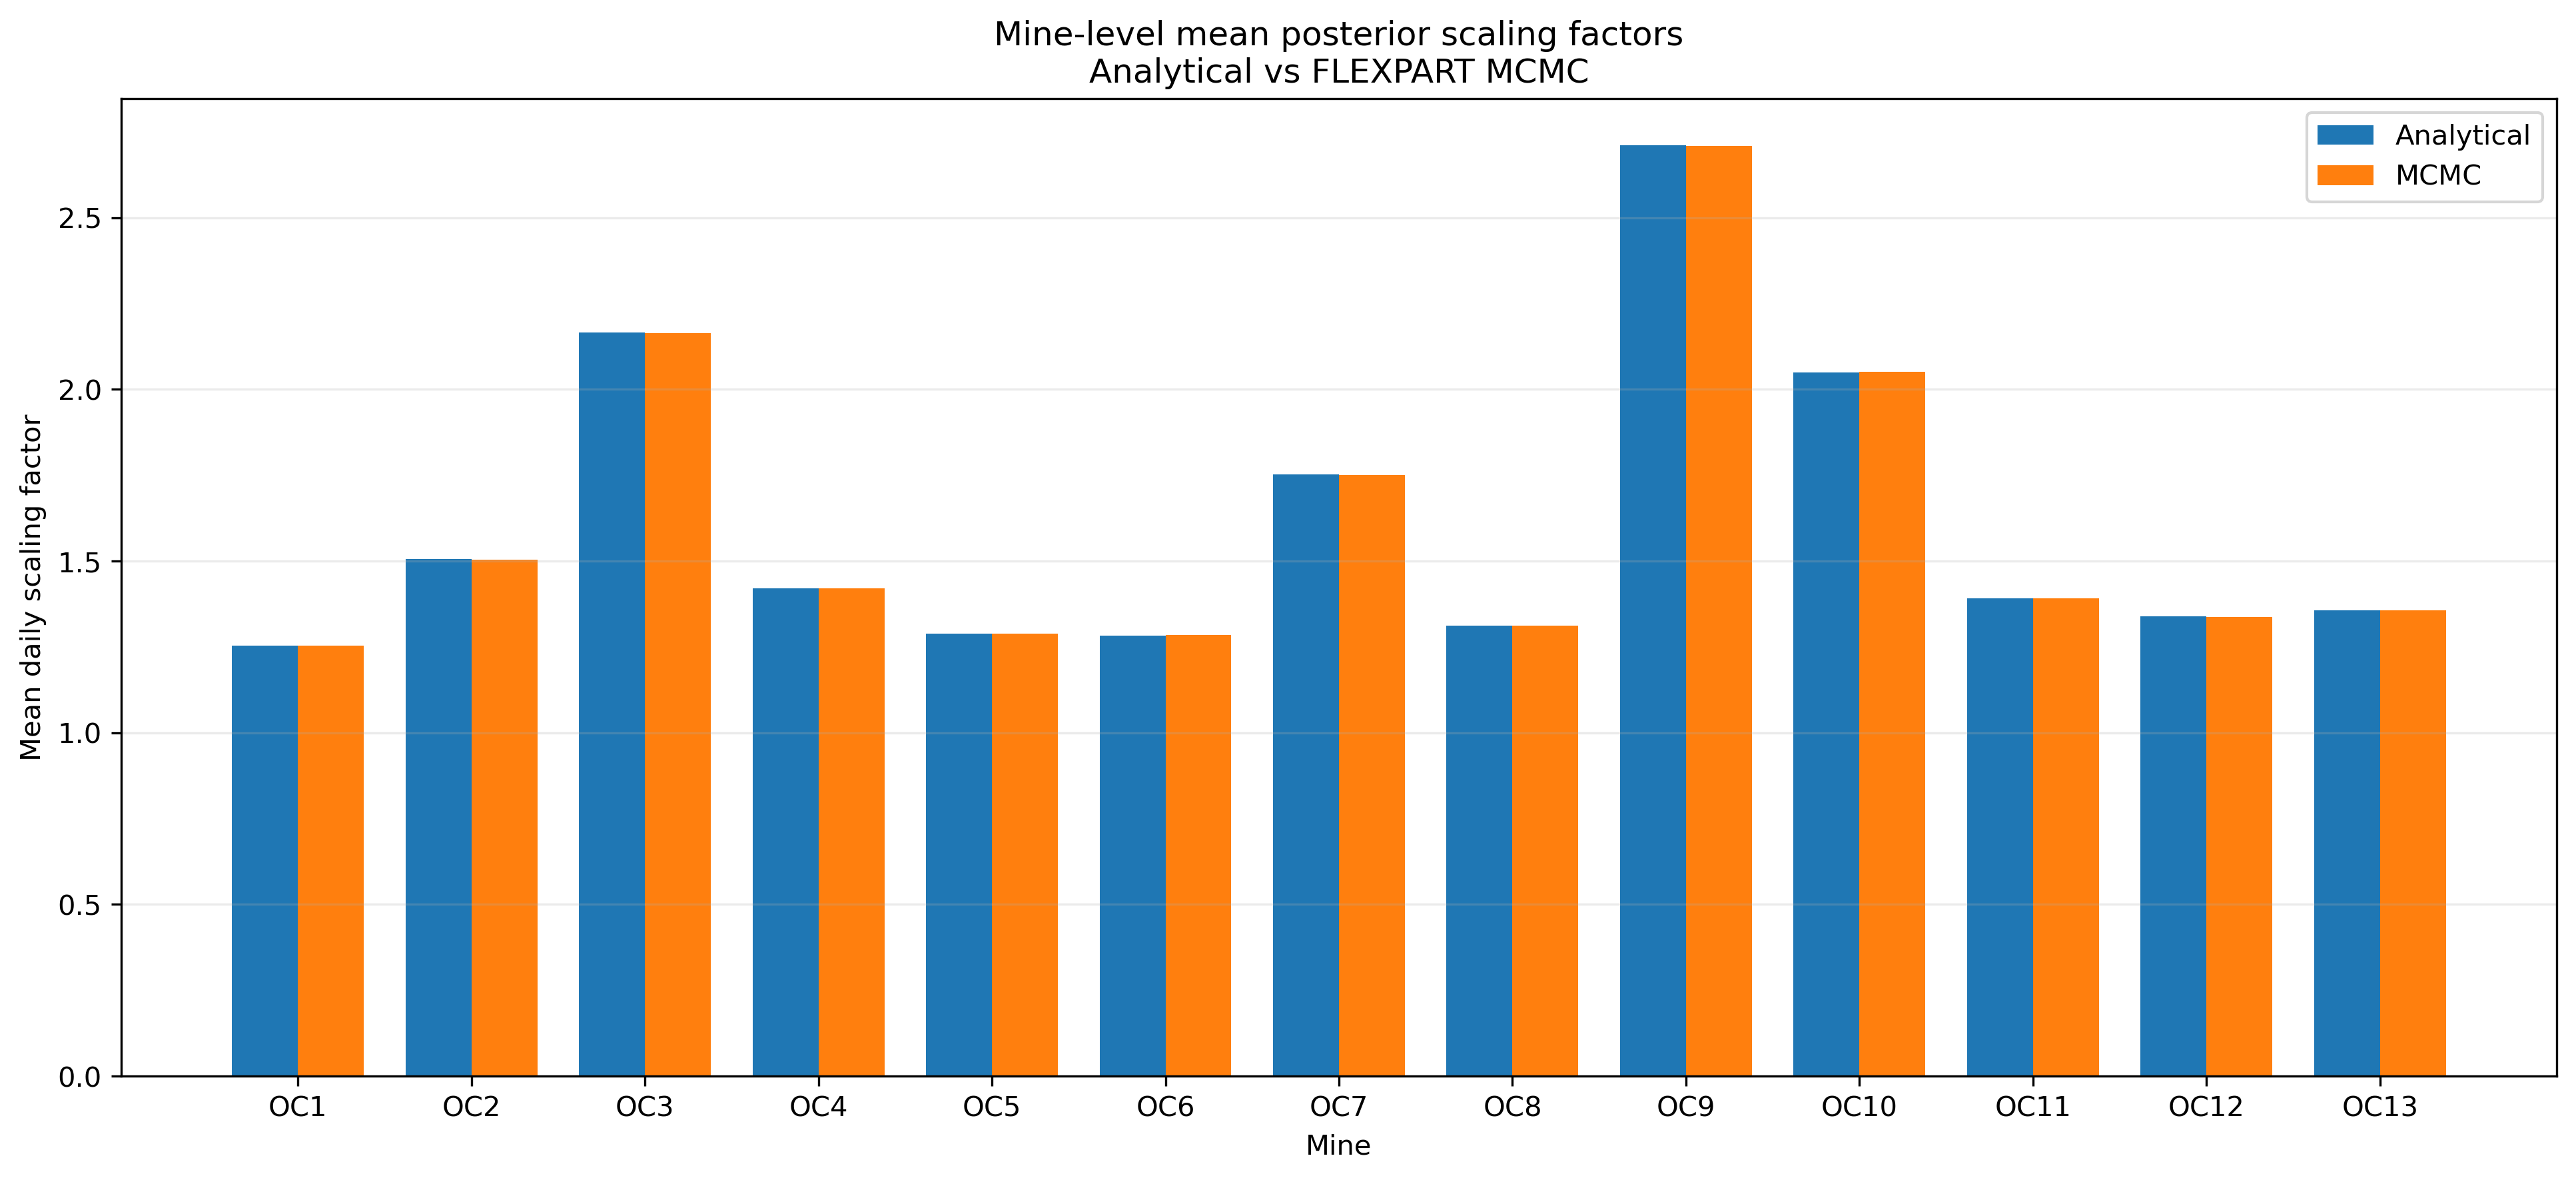 Mine-level mean posterior scaling factors
Analytical vs FLEXPART MCMC
Analytical
MCMC
Mean daily scaling factor
2.5
2.0
1.5
1.0
0.5
0.0
OC1 OC2 OC3 OC4 OC5 OC6 OC7 OC8 OC9 OC10 OC11 OC12 OC13
Mine